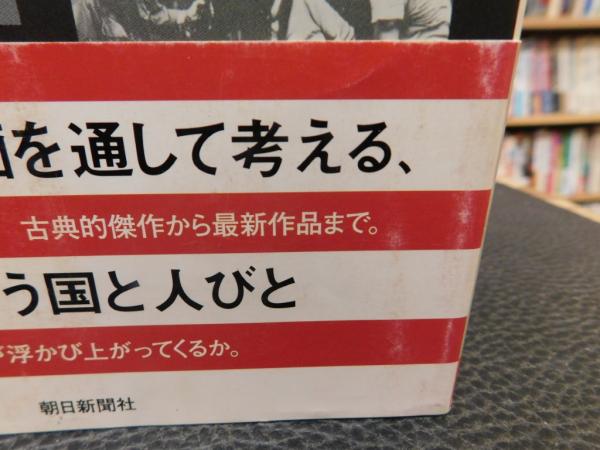 画を通して考える、
古典的傑作から最新作品まで。
う国と人びと
浮かび上がってくるか。
朝日新聞社